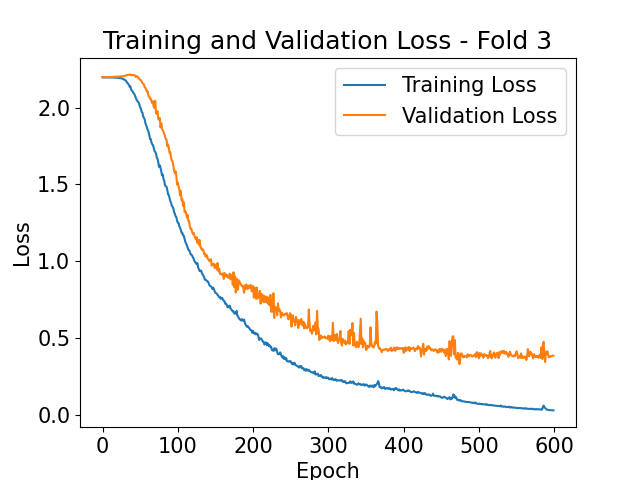 Training and Validation Loss - Fold 3
Training Loss
Validation Loss
2.0
1.5
1.0
0.5
0.0
Loss
0 100 200 300 400 500 600
Epoch